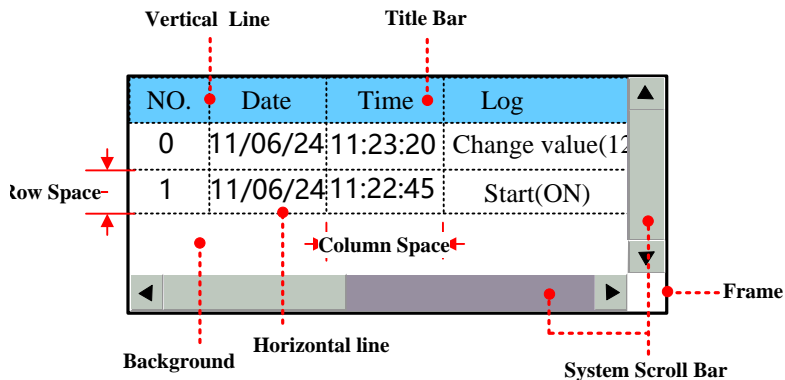 Vertical Line
Title Bar
NO. Date Time Log
0 11/06/24 11:23:20 Change value(12
1 11/06/24 11:22:45 Start(ON)
Row Space
Column Space
Frame
Background
Horizontal line
System Scroll Bar